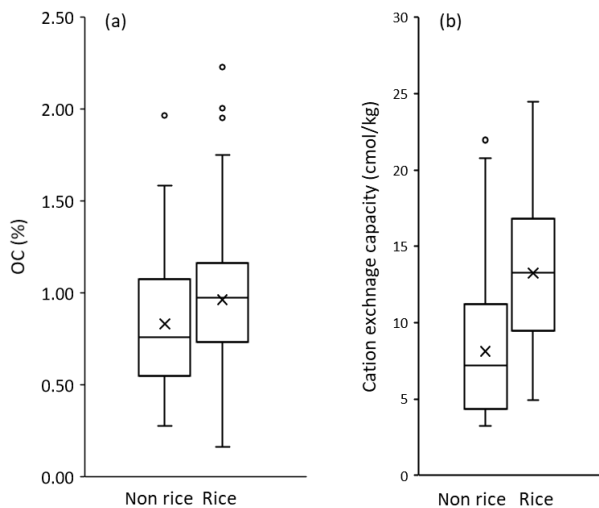 (a)
OC (%)
2.50
2.00
1.50
1.00
0.50
0.00
Non rice Rice
(b)
Cation exchnage capacity (cmol/kg)
30
25
20
15
10
5
0
Non rice Rice